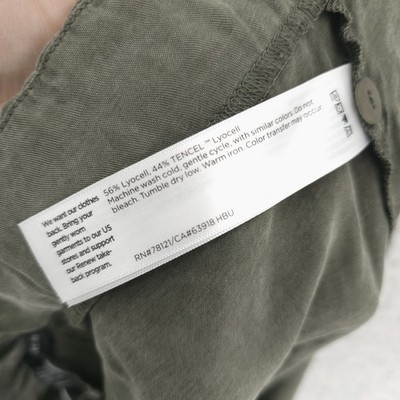 We want our clothes
back. Bring your
gently worn
garments to our US
stores and support
our Renew take-
back program.
56% Lyocell, 44% TENCEL™ Lyocell
Machine wash cold, gentle cycle, with similar colors. Do not
bleach. Tumble dry low. Warm iron. Color transfer may occur
RN#78121/CA#63918 HBU